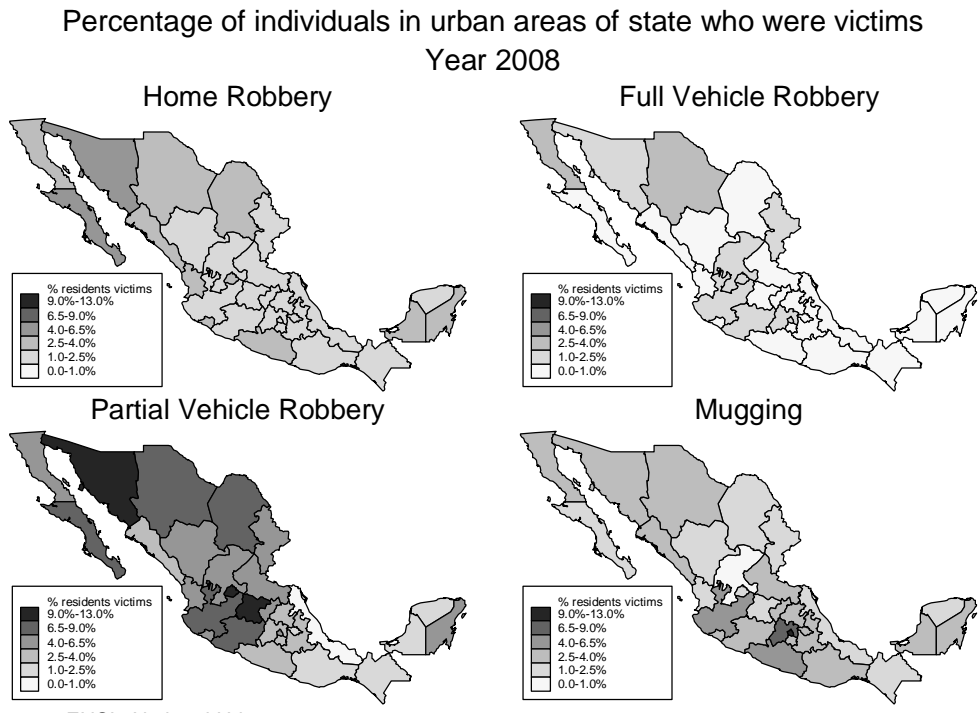 Percentage of individuals in urban areas of state who were victims
Year 2008
Home Robbery
% residents victims
9.0%-13.0%
6.5-9.0%
4.0-6.5%
2.5-4.0%
1.0-2.5%
0.0-1.0%
Full Vehicle Robbery
% residents victims
9.0%-13.0%
6.5-9.0%
4.0-6.5%
2.5-4.0%
1.0-2.5%
0.0-1.0%
Partial Vehicle Robbery
% residents victims
9.0%-13.0%
6.5-9.0%
4.0-6.5%
2.5-4.0%
1.0-2.5%
0.0-1.0%
Mugging
% residents victims
9.0%-13.0%
6.5-9.0%
4.0-6.5%
2.5-4.0%
1.0-2.5%
0.0-1.0%